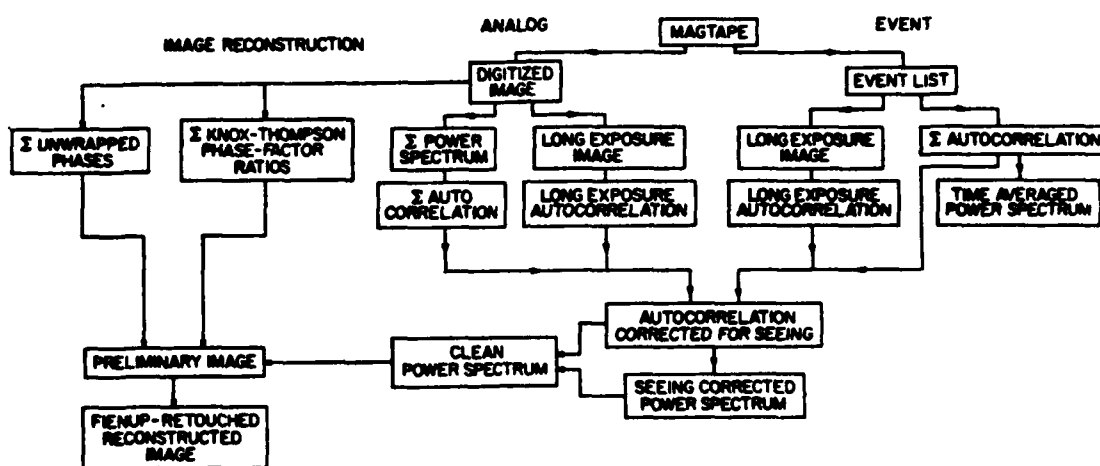 IMAGE RECONSTRUCTION
ANALOG
MAGTAPE
EVENT
DIGITIZED
IMAGE
EVENT LIST
Σ UNWRAPPED
PHASES
Σ KNOX-THOMPSON
PHASE-FACTOR
RATIOS
Σ POWER
SPECTRUM
LONG EXPOSURE
IMAGE
LONG EXPOSURE
IMAGE
Σ AUTOCORRELATION
Σ AUTO
CORRELATION
LONG EXPOSURE
AUTOCORRELATION
LONG EXPOSURE
AUTOCORRELATION
TIME AVERAGED
POWER SPECTRUM
AUTOCORRELATION
CORRECTED FOR SEEING
PRELIMINARY IMAGE
CLEAN
POWER SPECTRUM
SEEING CORRECTED
POWER SPECTRUM
FIENUP-RETOUCHED
RECONSTRUCTED
IMAGE